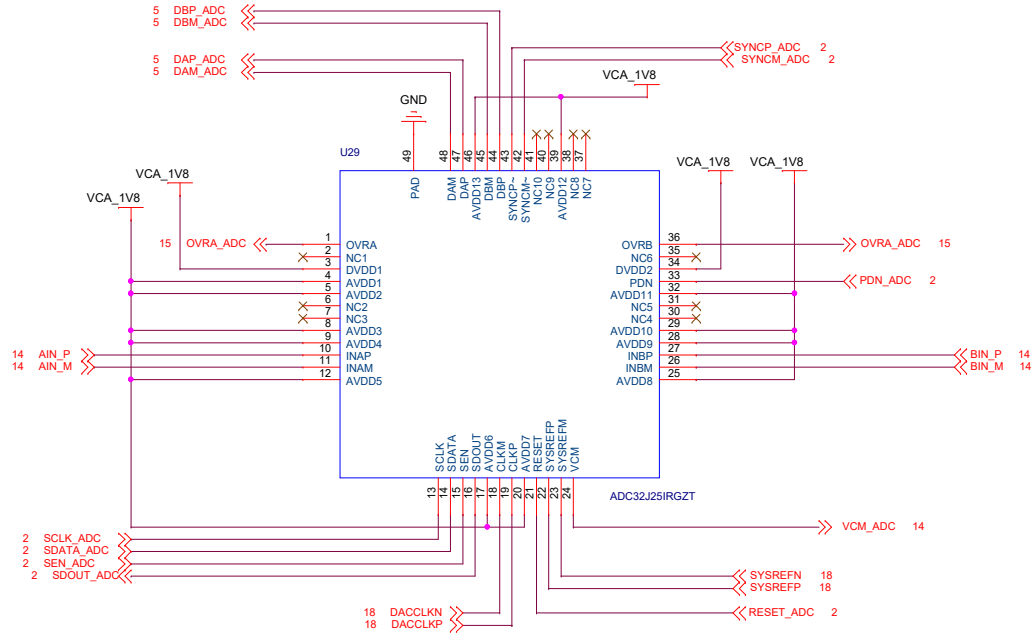 5 DBP_ADC
5 DBM_ADC
5 DAP_ADC
5 DAM_ADC
SYNCP_ADC 2
SYNCM_ADC 2
VCA_1V8
GND
49
48
47
46
45
44
43
42
41
40
39
38
37
U29
PAD
DAM
DAP
AVDD13
DBM
DBP
SYNCP~
SYNCM~
NC10
NC9
AVDD12
NC8
NC7
VCA_1V8
VCA_1V8
VCA_1V8
VCA_1V8
15 OVRA_ADC
1 OVRA
2 NC1
3 DVDD1
4 AVDD1
5 AVDD2
6 NC2
7 NC3
8 AVDD3
9 AVDD4
14 AIN_P 10 INAP
14 AIN_M 11 INAM
12 AVDD5
OVRB 36 OVRA_ADC 15
NC6 35
DVDD2 34
PDN 33 PDN_ADC 2
AVDD11 32
NC5 31
NC4 30
AVDD10 29
AVDD9 28
INBP 27 BIN_P 14
INBM 26 BIN_M 14
AVDD8 25
SCLK
SDATA
SEN
SDOUT
AVDD6
CLKM
CLKP
AVDD7
RESET
SYSREFP
SYSREFM
VCM
13
14
15
16
17
18
19
20
21
22
23
24
ADC32J25IRGZT
2 SCLK_ADC
2 SDATA_ADC
2 SEN_ADC
2 SDOUT_ADC
VCM_ADC 14
SYSREFN 18
SYSREFP 18
18 DACCLKN
18 DACCLKP
RESET_ADC 2